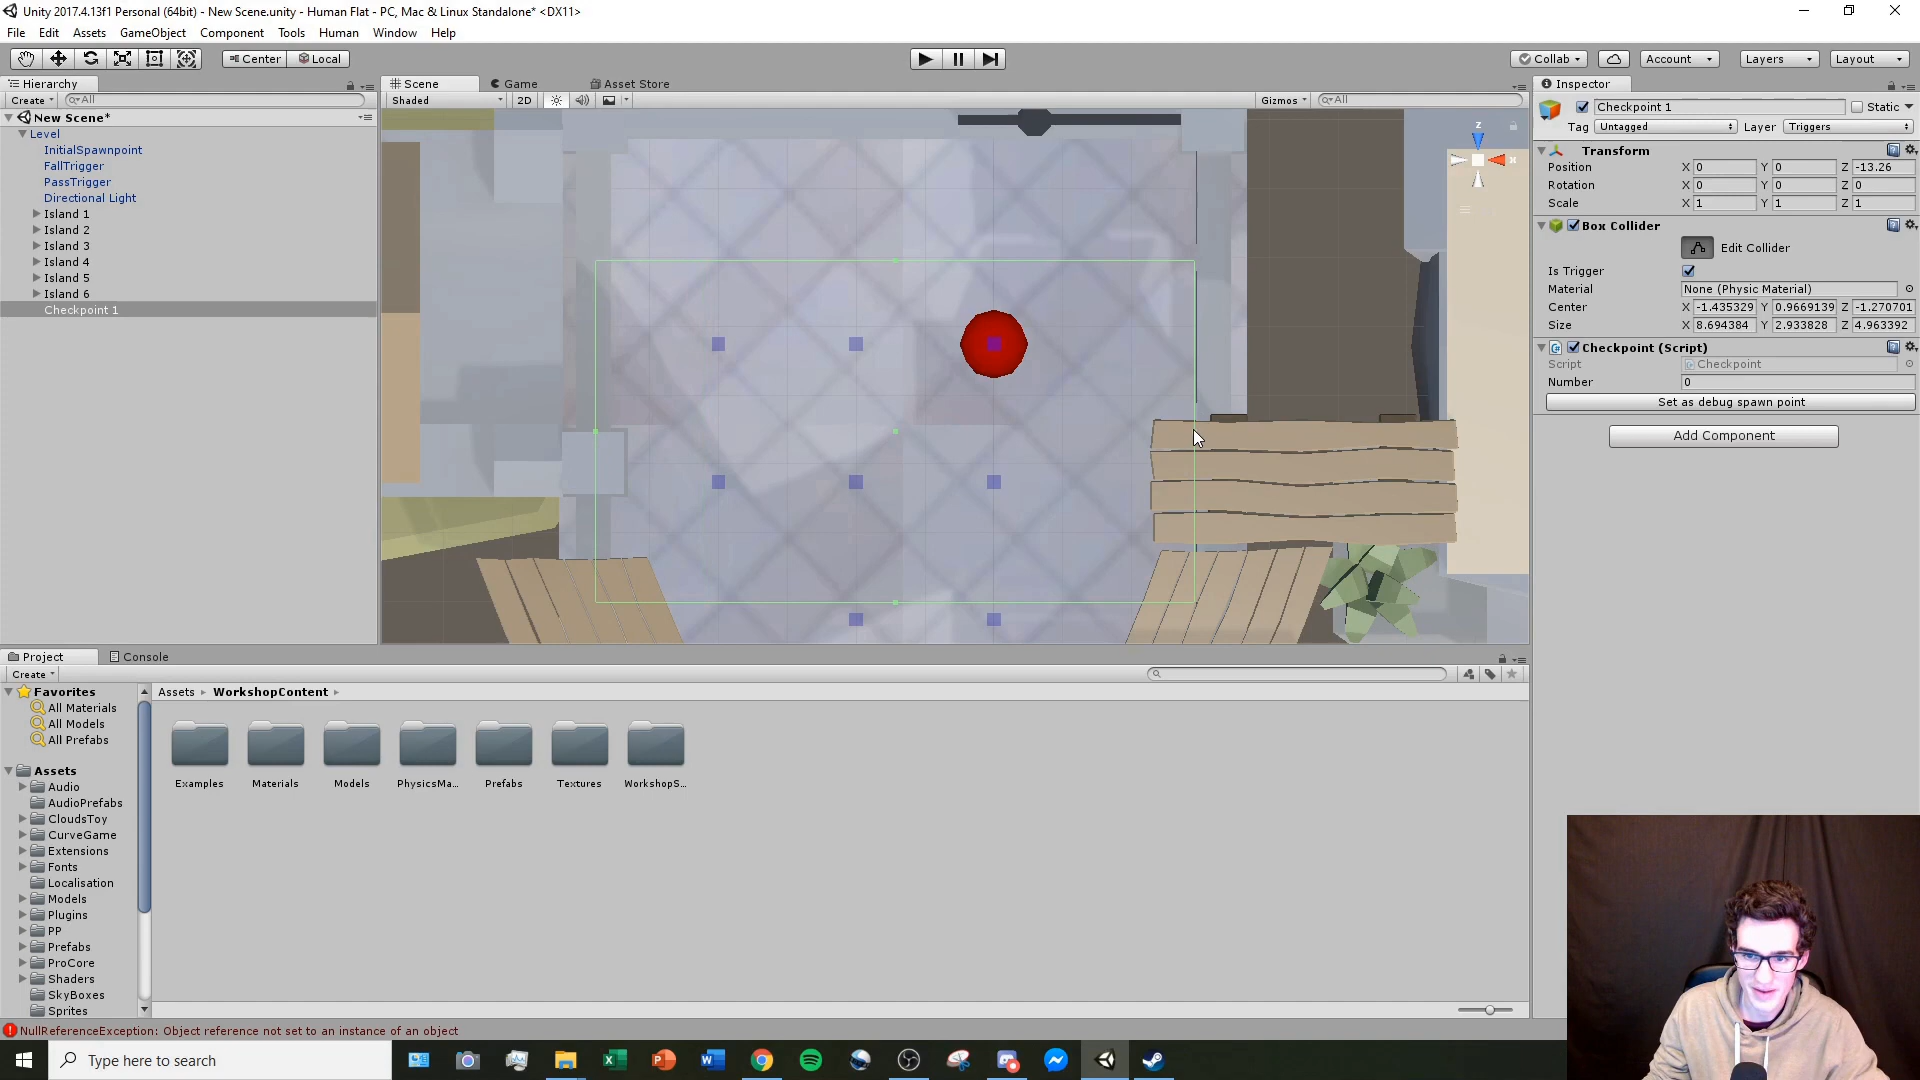 Unity 2017.4.13f1 Personal (64bit) - New Scene.unity - Human Flat - PC, Mac & Linux Standalone* <DX11>
File Edit Assets GameObject Component Tools Human Window Help
Center Local Collab Account Layers Layout
Hierarchy
Create All
New Scene*
Level
InitialSpawnpoint
FallTrigger
PassTrigger
Directional Light
Island 1
Island 2
Island 3
Island 4
Island 5
Island 6
Checkpoint 1
Scene Game Asset Store
Shaded 2D Gizmos All
z
x
Inspector
Checkpoint 1 Static
Tag Untagged Layer Triggers
Transform
Position X 0 Y 0 Z -13.26
Rotation X 0 Y 0 Z 0
Scale X 1 Y 1 Z 1
Box Collider
Edit Collider
Is Trigger
Material None (Physic Material)
Center X -1.435329 Y 0.9669139 Z -1.270701
Size X 8.694384 Y 2.933828 Z 4.963392
Checkpoint (Script)
Script Checkpoint
Number 0
Set as debug spawn point
Add Component
Project Console
Create
Favorites
All Materials
All Models
All Prefabs
Assets
Audio
AudioPrefabs
CloudsToy
CurveGame
Extensions
Fonts
Localisation
Models
Plugins
PP
Prefabs
ProCore
Shaders
SkyBoxes
Sprites
Assets WorkshopContent
Examples Materials Models PhysicsMa... Prefabs Textures WorkshopS...
NullReferenceException: Object reference not set to an instance of an object
Type here to search